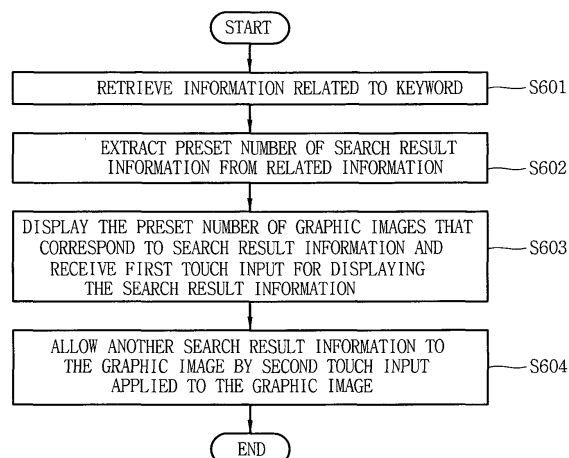 START
RETRIEVE INFORMATION RELATED TO KEYWORD
S601
EXTRACT PRESET NUMBER OF SEARCH RESULT
INFORMATION FROM RELATED INFORMATION
S602
DISPLAY THE PRESET NUMBER OF GRAPHIC IMAGES THAT
CORRESPOND TO SEARCH RESULT INFORMATION AND
RECEIVE FIRST TOUCH INPUT FOR DISPLAYING
THE SEARCH RESULT INFORMATION
S603
ALLOW ANOTHER SEARCH RESULT INFORMATION TO
THE GRAPHIC IMAGE BY SECOND TOUCH INPUT
APPLIED TO THE GRAPHIC IMAGE
S604
END